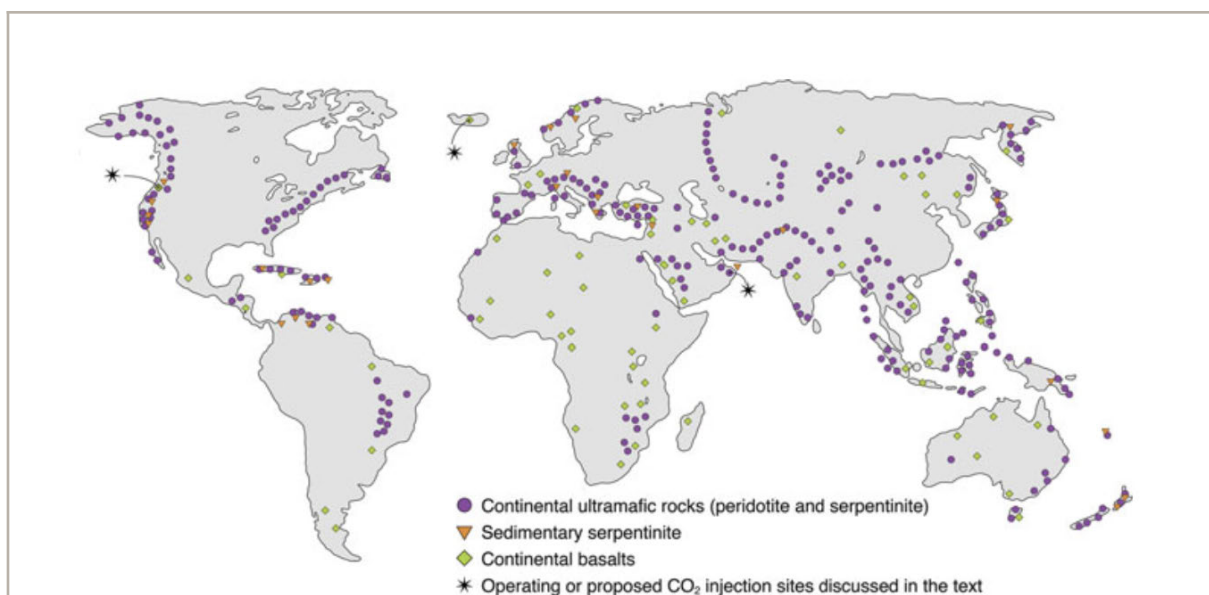 Continental ultramafic rocks (peridotite and serpentinite)
Sedimentary serpentinite
Continental basalts
Operating or proposed CO₂ injection sites discussed in the text